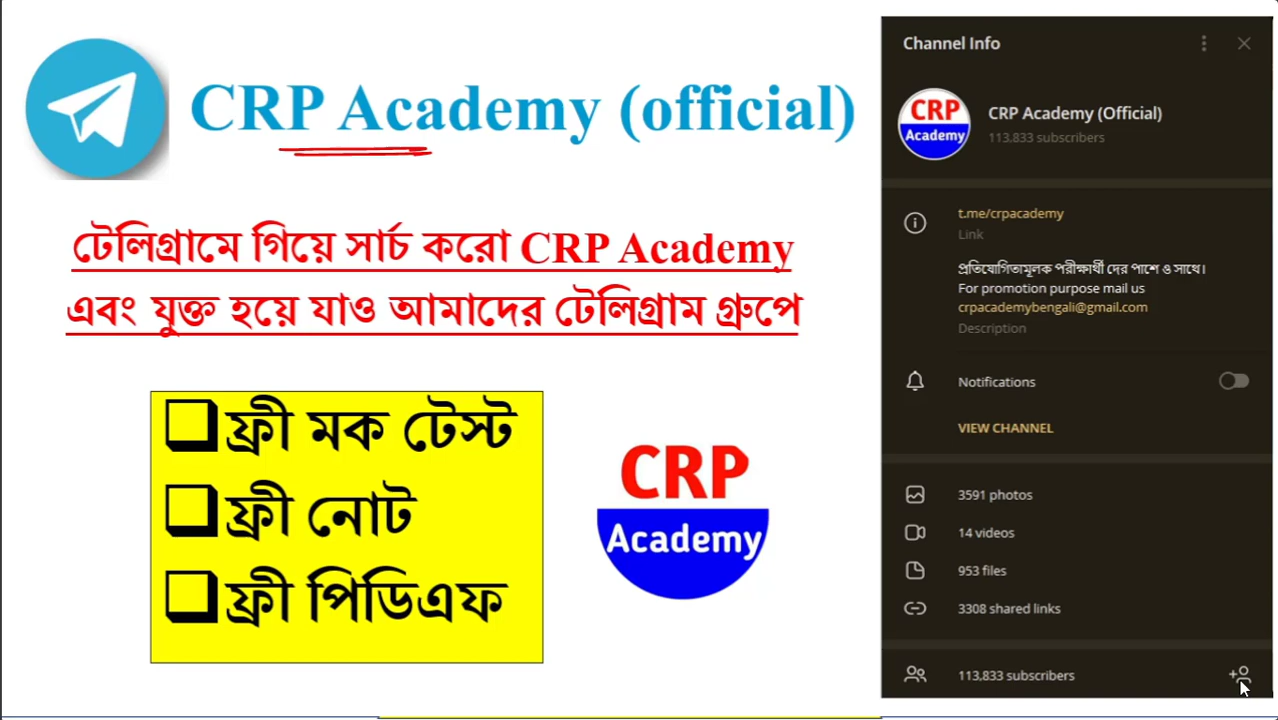 CRP Academy (official)
টেলিগ্রামে গিয়ে সার্চ করো CRP Academy
এবং যুক্ত হয়ে যাও আমাদের টেলিগ্রাম গ্রুপে
ফ্রী মক টেস্ট
ফ্রী নোট
ফ্রী পিডিএফ
CRP
Academy
Channel Info
CRP
Academy
CRP Academy (Official)
113,833 subscribers
t.me/crpacademy
Link
প্রতিযোগিতামূলক পরীক্ষার্থী দের পাশে ও সাথে।
For promotion purpose mail us
crpacademybengali@gmail.com
Description
Notifications
VIEW CHANNEL
3591 photos
14 videos
953 files
3308 shared links
113,833 subscribers